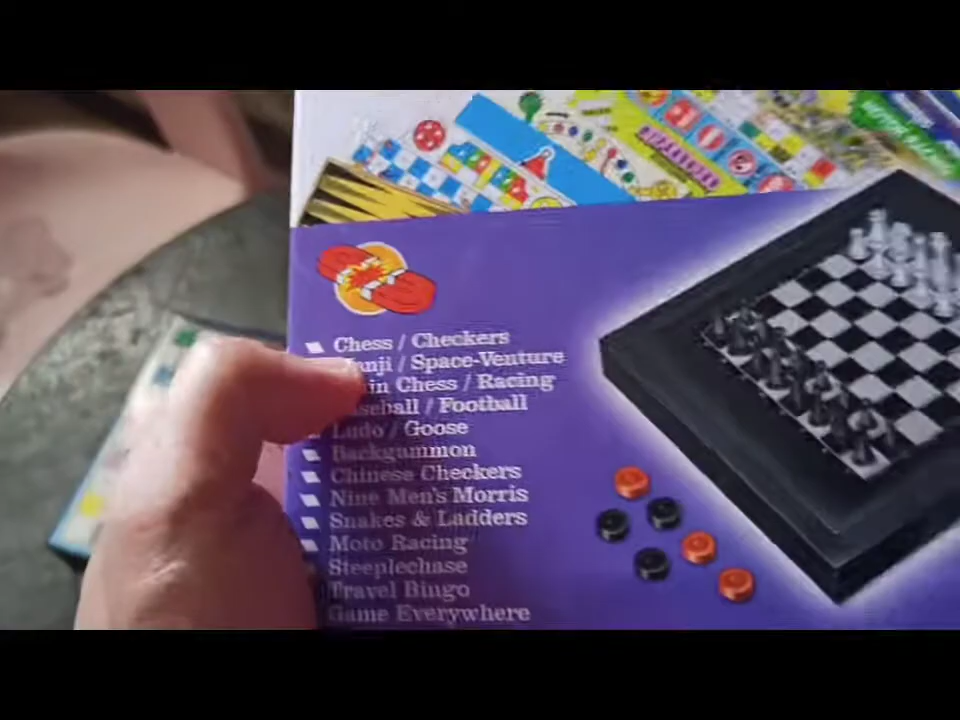 Chess / Checkers
/ Space-Venture
Chess / Racing
/ Football
Ludo / Goose
Backgammon
Chinese Checkers
Nine Men's Morris
Snakes & Ladders
Moto Racing
Steeplechase
Travel Bingo
Game Everywhere